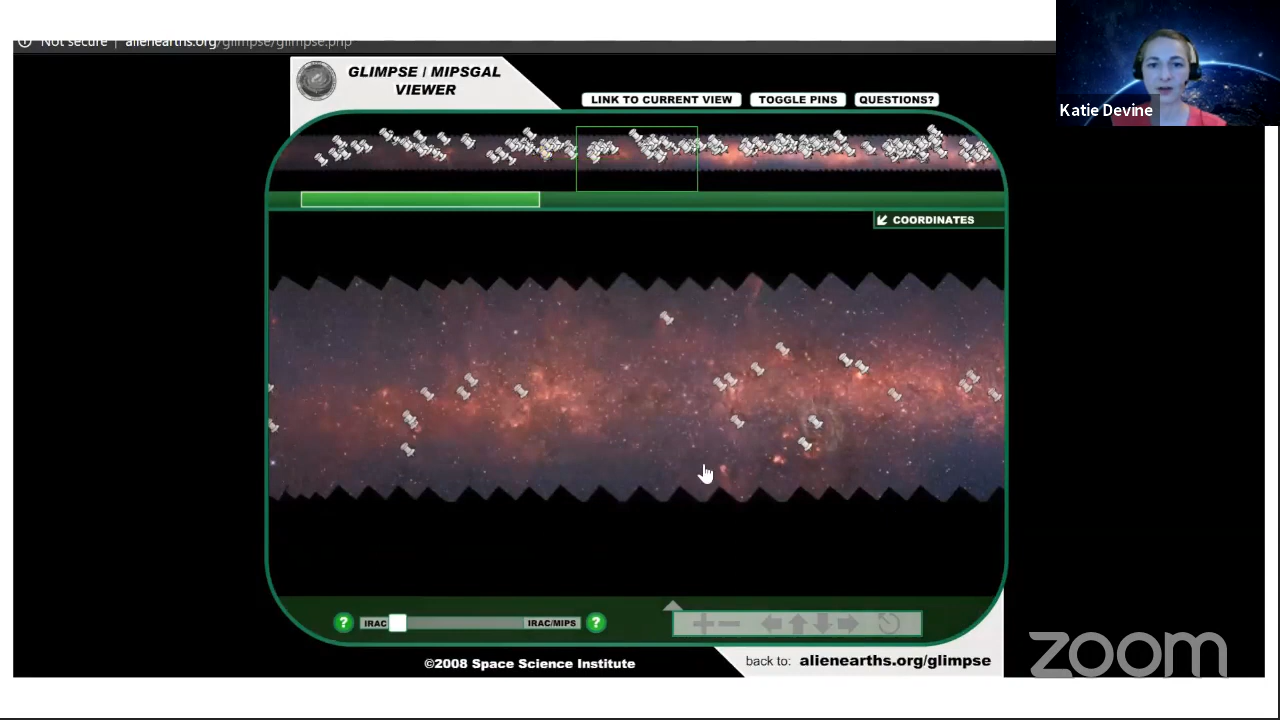 Not secure | alienearths.org/glimpse/glimpse.php
GLIMPSE / MIPSGAL
VIEWER
LINK TO CURRENT VIEW
TOGGLE PINS
QUESTIONS?
Katie Devine
COORDINATES
? IRAC
IRAC/MIPS ?
©2008 Space Science Institute
back to: alienearths.org/glimpse
zoom